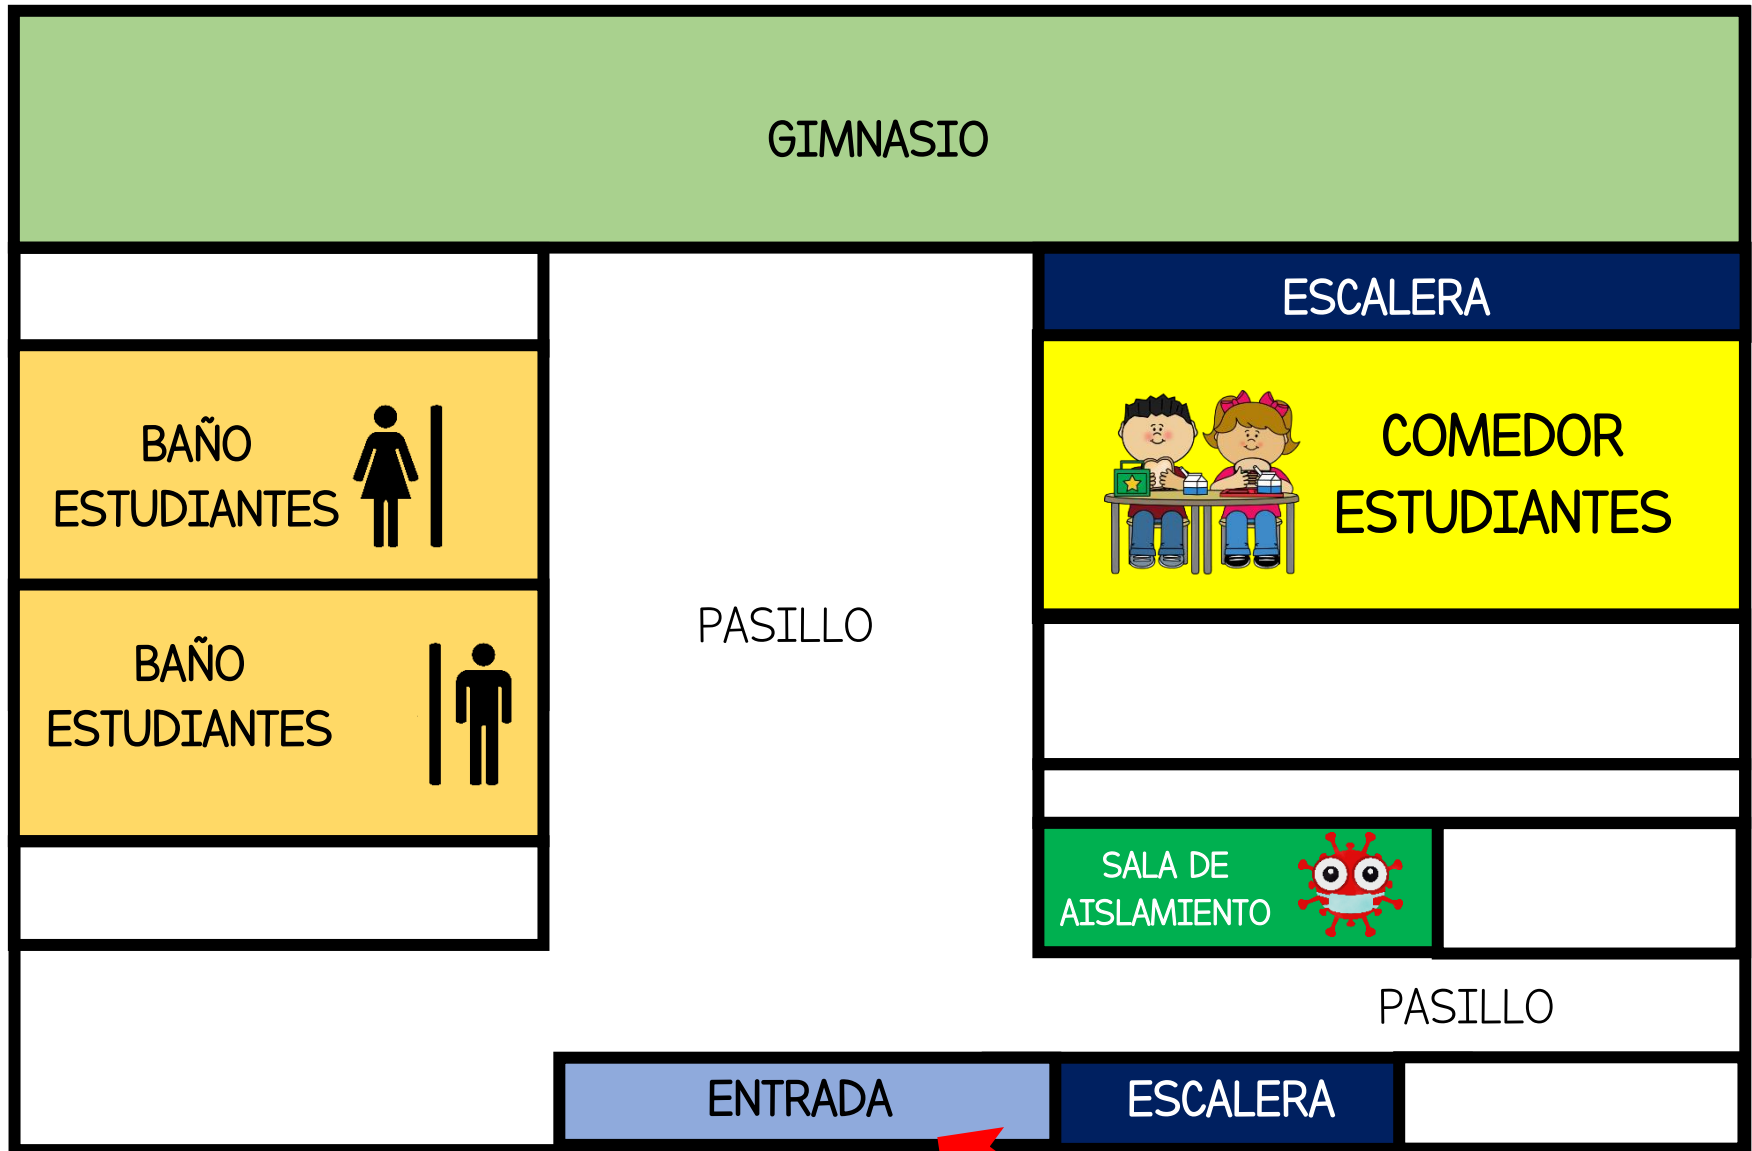 GIMNASIO
ESCALERA
BAÑO
ESTUDIANTES
COMEDOR
ESTUDIANTES
PASILLO
BAÑO
ESTUDIANTES
SALA DE
AISLAMIENTO
PASILLO
ENTRADA
ESCALERA